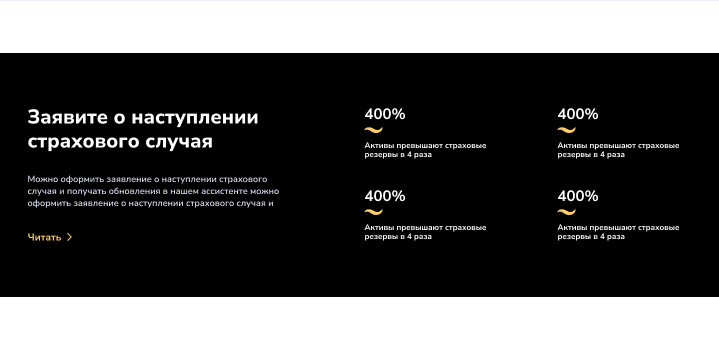 Заявите о наступлении
страхового случая
Можно оформить заявление о наступлении страхового
случая и получать обновления в нашем ассистенте можно
оформить заявление о наступлении страхового случая и
Читать
400%
Активы превышают страховые
резервы в 4 раза
400%
Активы превышают страховые
резервы в 4 раза
400%
Активы превышают страховые
резервы в 4 раза
400%
Активы превышают страховые
резервы в 4 раза